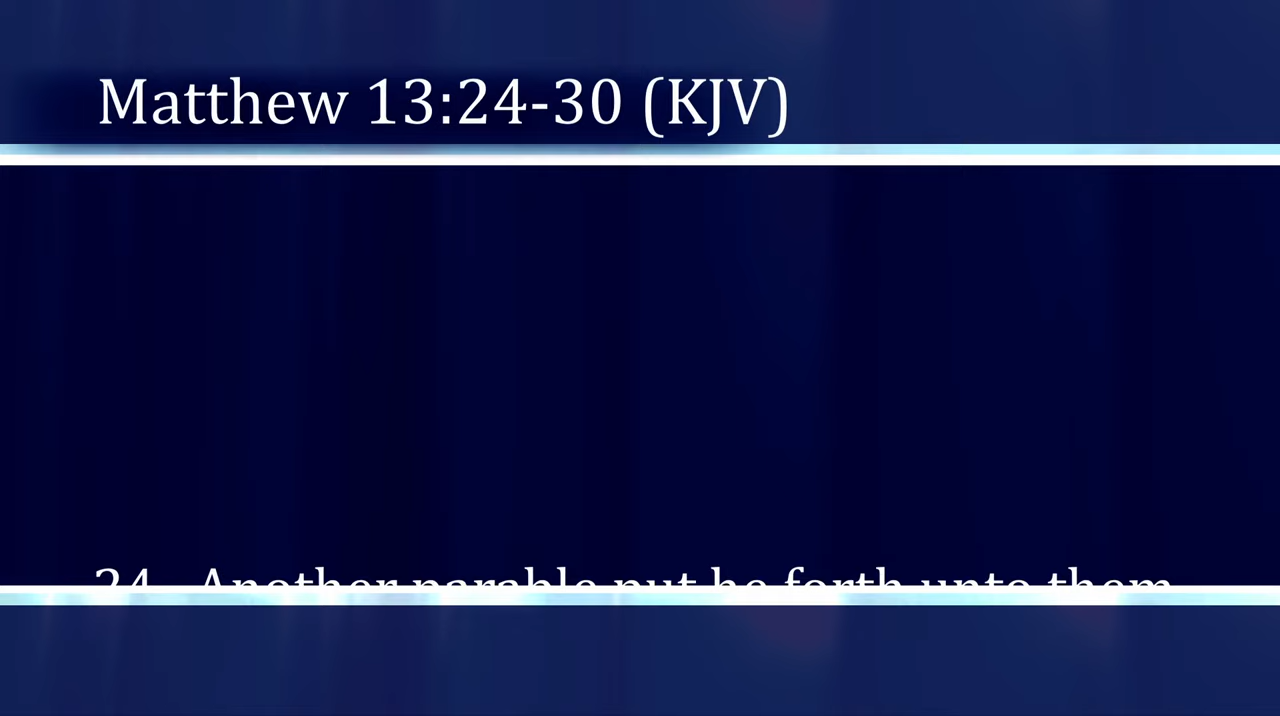 Matthew 13:24-30 (KJV)
24 Another parable put he forth unto them